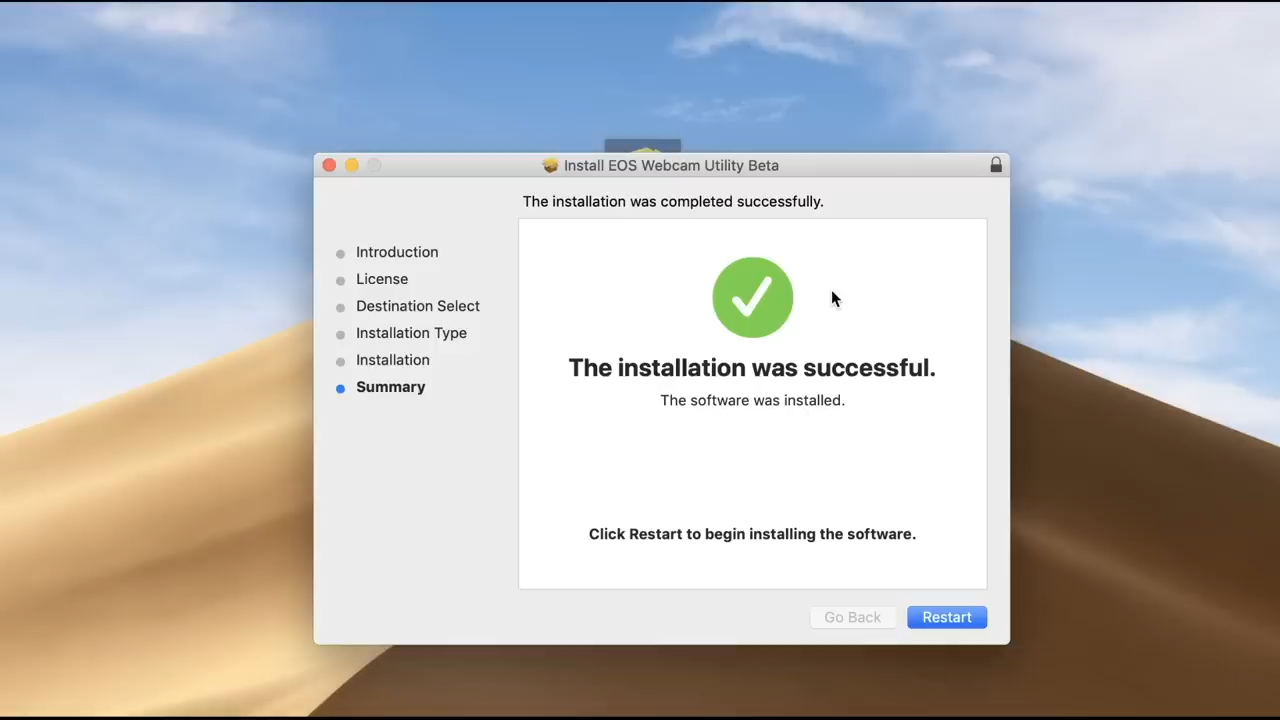 Install EOS Webcam Utility Beta
The installation was completed successfully.
Introduction
License
Destination Select
Installation Type
Installation
Summary
The installation was successful.
The software was installed.
Click Restart to begin installing the software.
Go Back
Restart